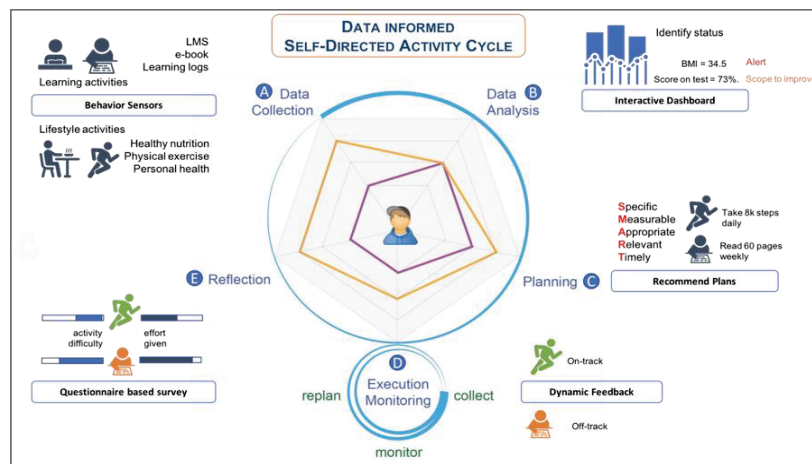 DATA INFORMED
SELF-DIRECTED ACTIVITY CYCLE
LMS
e-book
Learning logs
Learning activities
Behavior Sensors
Lifestyle activities
Healthy nutrition
Physical exercise
Personal health
A Data
Collection
Data B
Analysis
Identify status
BMI = 34.5 Alert
Score on test = 73%. Scope to improve
Interactive Dashboard
Specific
Measurable
Appropriate
Relevant
Timely
Take 8k steps
daily
Read 60 pages
weekly
Recommend Plans
E Reflection
Planning C
activity
difficulty
effort
given
Questionnaire based survey
D
Execution
Monitoring
replan
collect
monitor
On-track
Dynamic Feedback
Off-track